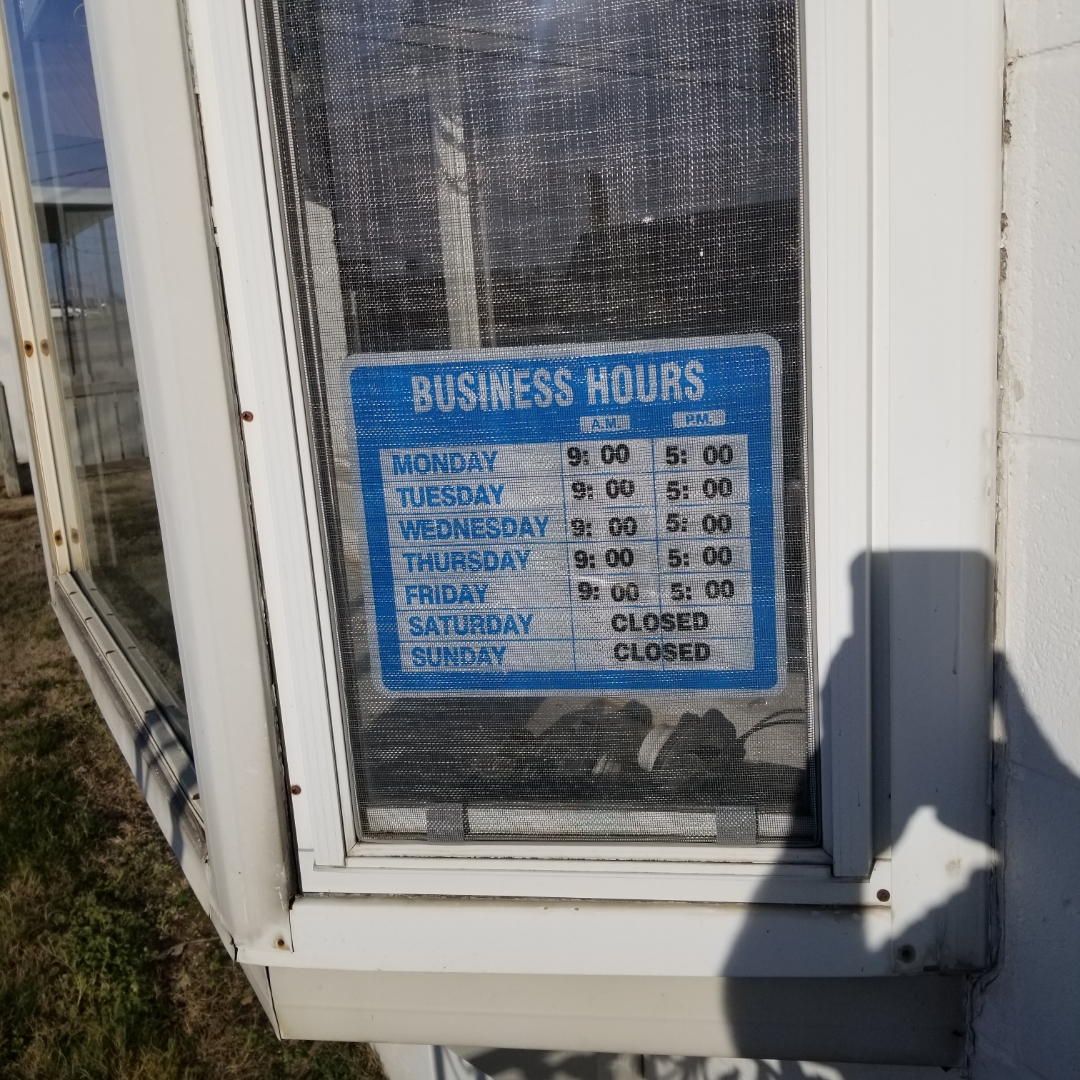 BUSINESS HOURS
A.M. P.M.
MONDAY 9: 00 5: 00
TUESDAY 9: 00 5: 00
WEDNESDAY 9: 00 5: 00
THURSDAY 9: 00 5: 00
FRIDAY 9: 00 5: 00
SATURDAY CLOSED
SUNDAY CLOSED